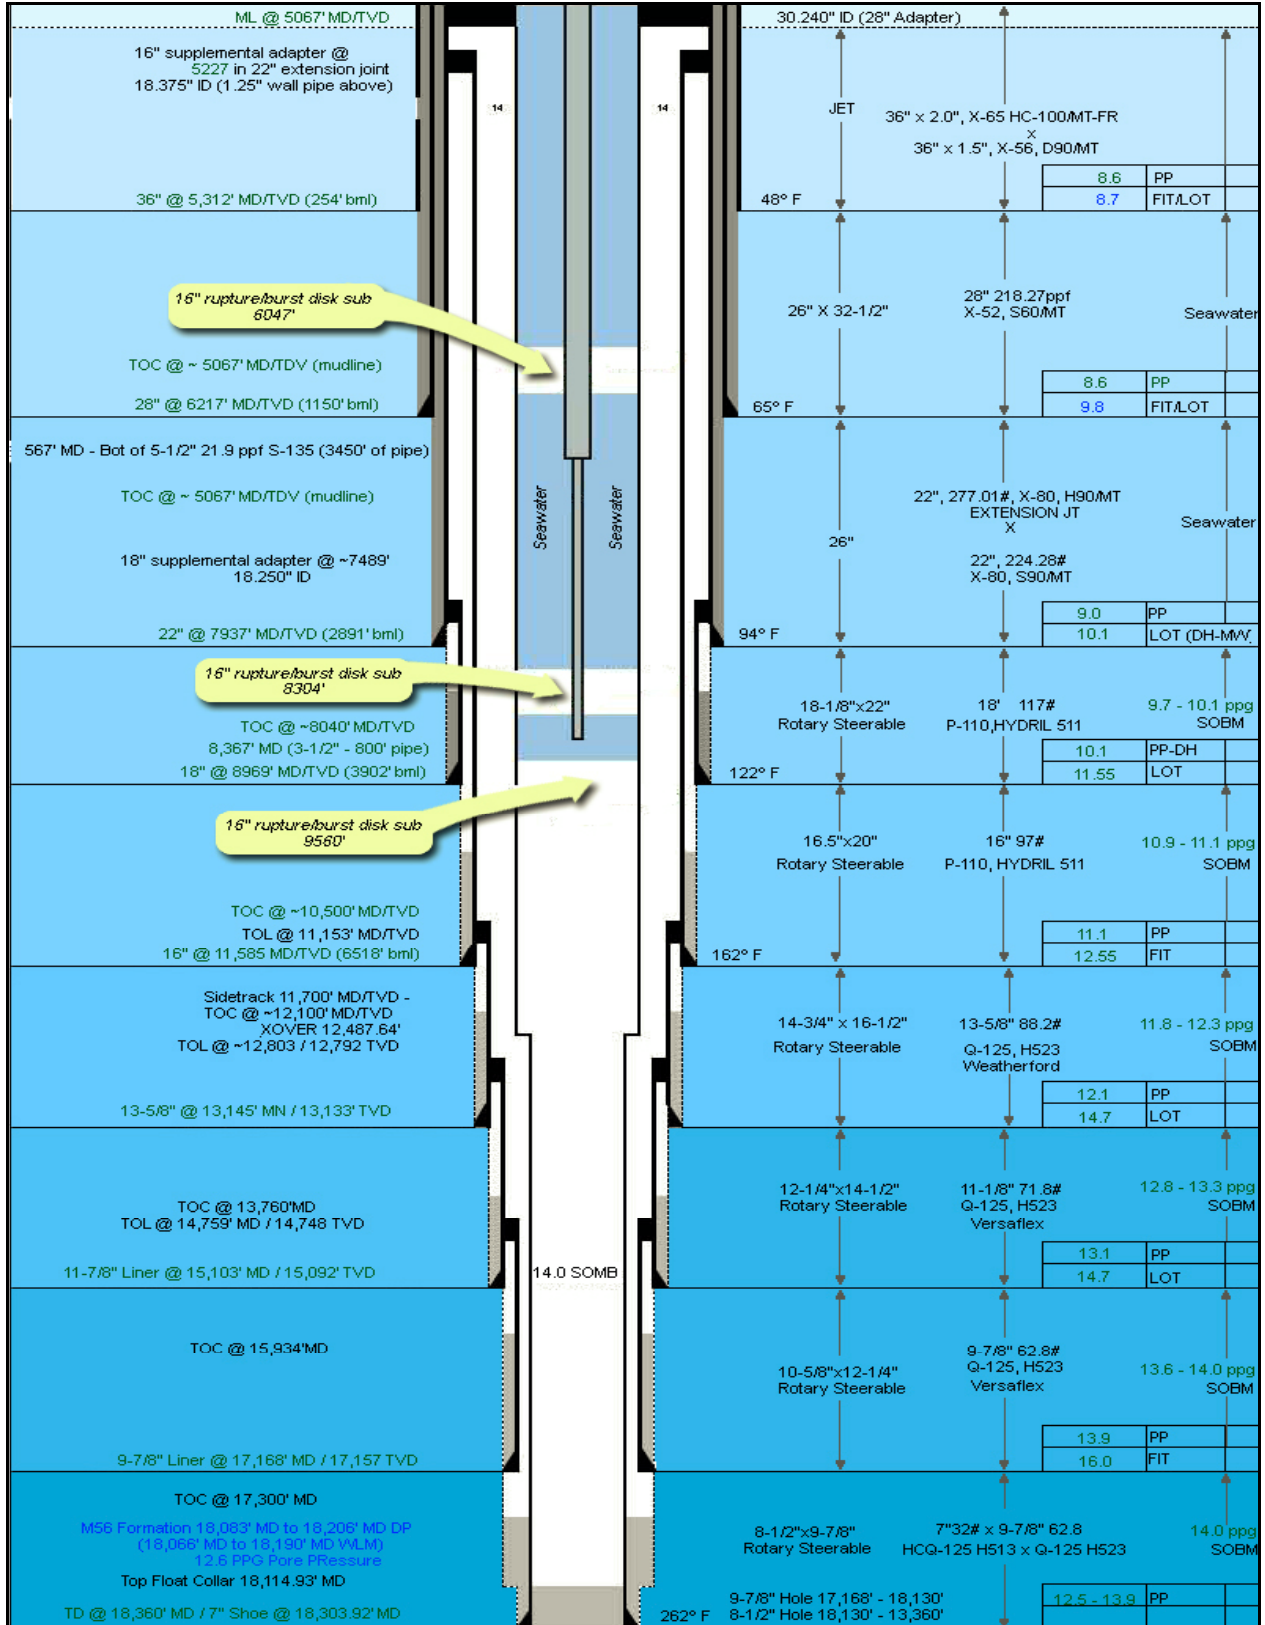 ML @ 5067' MD/TVD
30.240" ID (28" Adapter)
16" supplemental adapter @
5227 in 22" extension joint
18.375" ID (1.25" wall pipe above)
14
14
JET
36" x 2.0", X-65 HC-100/MT-FR
x
36" x 1.5", X-56, D90/MT
8.6 PP
36" @ 5,312' MD/TVD (254' bml)
48° F
8.7 FIT/LOT
16" rupture/burst disk sub
6047'
26" X 32-1/2"
28" 218.27ppf
X-52, S60/MT
Seawater
TOC @ ~ 5067' MD/TDV (mudline)
8.6 PP
28" @ 6217' MD/TVD (1150' bml)
65° F
9.8 FIT/LOT
567' MD - Bot of 5-1/2" 21.9 ppf S-135 (3450' of pipe)
TOC @ ~ 5067' MD/TDV (mudline)
Seawater
Seawater
22", 277.01#, X-80, H90/MT
EXTENSION JT
X
22", 224.28#
X-80, S90/MT
26"
Seawater
18" supplemental adapter @ ~7489'
18.250" ID
9.0 PP
22" @ 7937' MD/TVD (2891' bml)
94° F
10.1 LOT (DH-MW,
16" rupture/burst disk sub
8304'
18-1/8"x22"
Rotary Steerable
18' 117#
P-110,HYDRIL 511
9.7 - 10.1 ppg
SOBM
TOC @ ~8040' MD/TVD
8,367' MD (3-1/2" - 800' pipe)
10.1 PP-DH
18" @ 8969' MD/TVD (3902' bml)
122° F
11.55 LOT
16" rupture/burst disk sub
9560'
16.5"x20"
Rotary Steerable
16" 97#
P-110, HYDRIL 511
10.9 - 11.1 ppg
SOBM
TOC @ ~10,500' MD/TVD
TOL @ 11,153' MD/TVD
11.1 PP
16" @ 11,585 MD/TVD (6518' bml)
162° F
12.55 FIT
Sidetrack 11,700' MD/TVD -
TOC @ ~12,100' MD/TVD
XOVER 12,487.64'
TOL @ ~12,803 / 12,792 TVD
14-3/4" x 16-1/2"
Rotary Steerable
13-5/8" 88.2#
Q-125, H523
Weatherford
11.8 - 12.3 ppg
SOBM
12.1 PP
13-5/8" @ 13,145' MN / 13,133' TVD
14.7 LOT
12-1/4"x14-1/2"
Rotary Steerable
11-1/8" 71.8#
Q-125, H523
Versaflex
12.8 - 13.3 ppg
SOBM
TOC @ 13,760'MD
TOL @ 14,759' MD / 14,748 TVD
13.1 PP
11-7/8" Liner @ 15,103' MD / 15,092' TVD
14.0 SOMB
14.7 LOT
TOC @ 15,934'MD
10-5/8"x12-1/4"
Rotary Steerable
9-7/8" 62.8#
Q-125, H523
Versaflex
13.6 - 14.0 ppg
SOBM
13.9 PP
9-7/8" Liner @ 17,168' MD / 17,157 TVD
16.0 FIT
TOC @ 17,300' MD
M56 Formation 18,083' MD to 18,206' MD DP
(18,066' MD to 18,190' MD WLM)
12.6 PPG Pore PRessure
8-1/2"x9-7/8"
Rotary Steerable
7"32# x 9-7/8" 62.8
HCQ-125 H513 x Q-125 H523
14.0 ppg
SOBM
Top Float Collar 18,114.93' MD
TD @ 18,360' MD / 7" Shoe @ 18,303.92' MD
262° F
9-7/8" Hole 17,168' - 18,130'
8-1/2" Hole 18,130' - 13,360'
12.5 - 13.9 PP